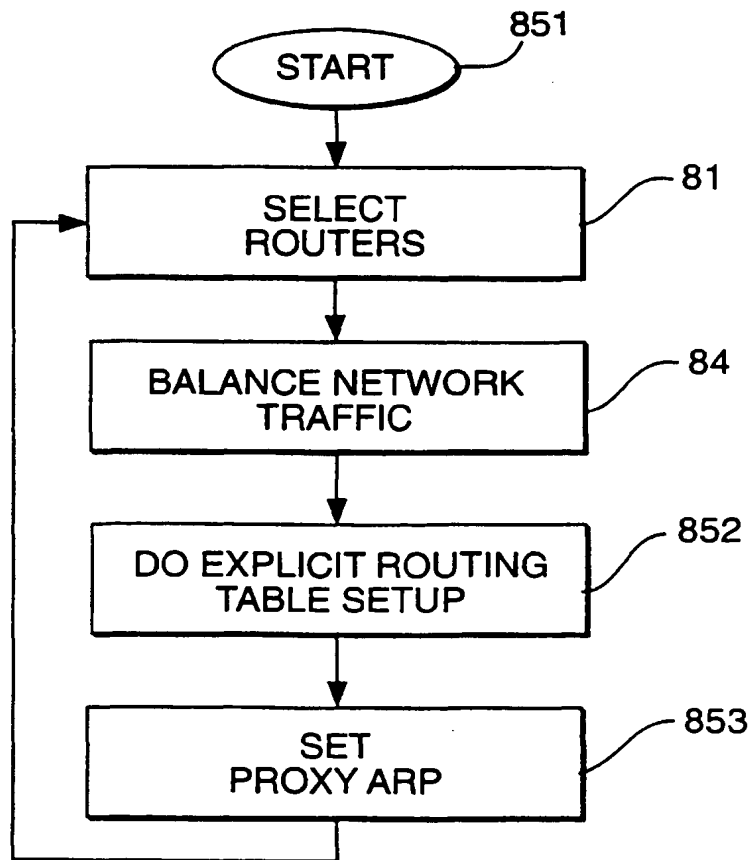 851
START
81
SELECT
ROUTERS
84
BALANCE NETWORK
TRAFFIC
852
DO EXPLICIT ROUTING
TABLE SETUP
853
SET
PROXY ARP